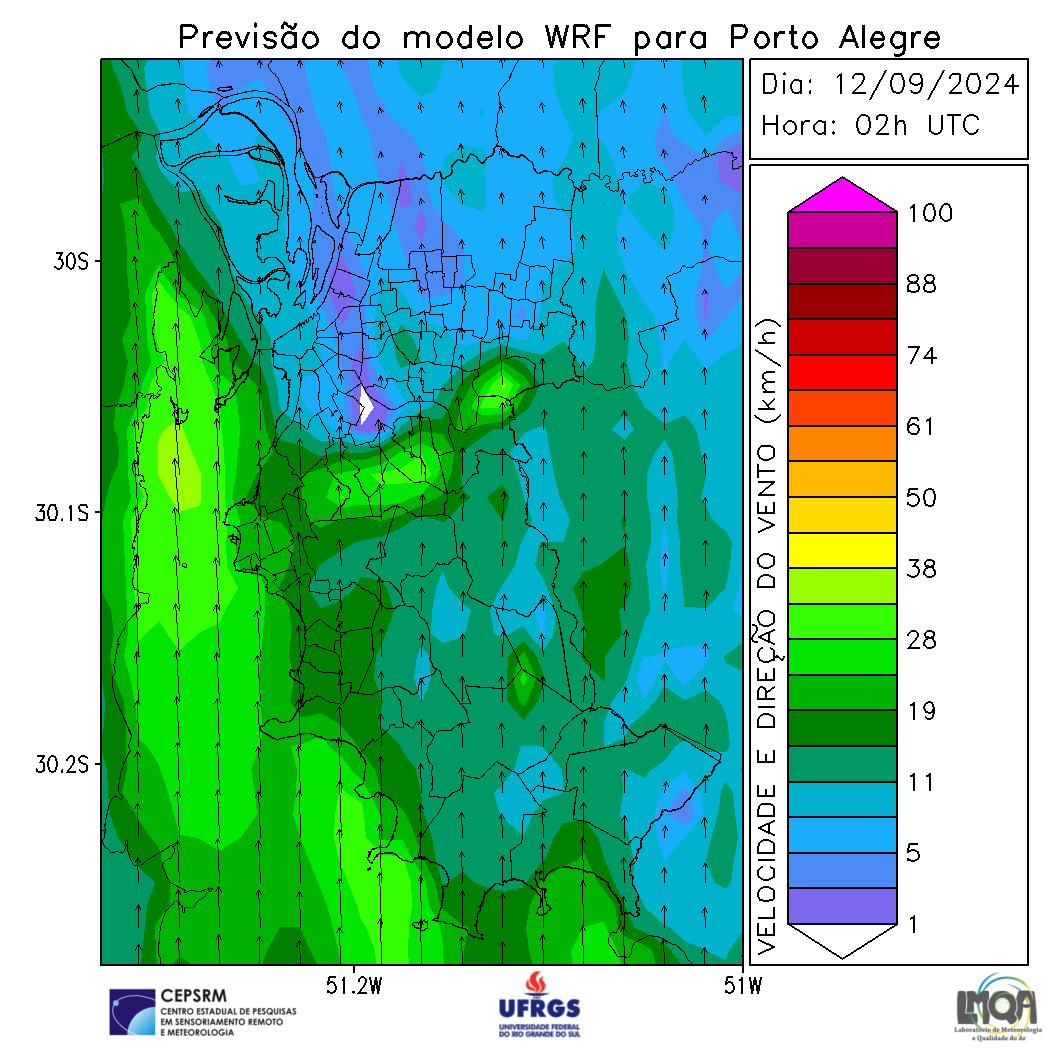 Previsão do modelo WRF para Porto Alegre
Dia: 12/09/2024
Hora: 02h UTC
30S
30.1S
30.2S
51.2W
51W
VELOCIDADE E DIREÇÃO DO VENTO (km/h)
100
88
74
61
50
38
28
19
11
5
1
CEPSRM
CENTRO ESTADUAL DE PESQUISAS
EM SENSORIAMENTO REMOTO
E METEOROLOGIA
UFRGS
UNIVERSIDADE FEDERAL
DO RIO GRANDE DO SUL
LMQA
Laboratório de Meteorologia
e Qualidade do Ar